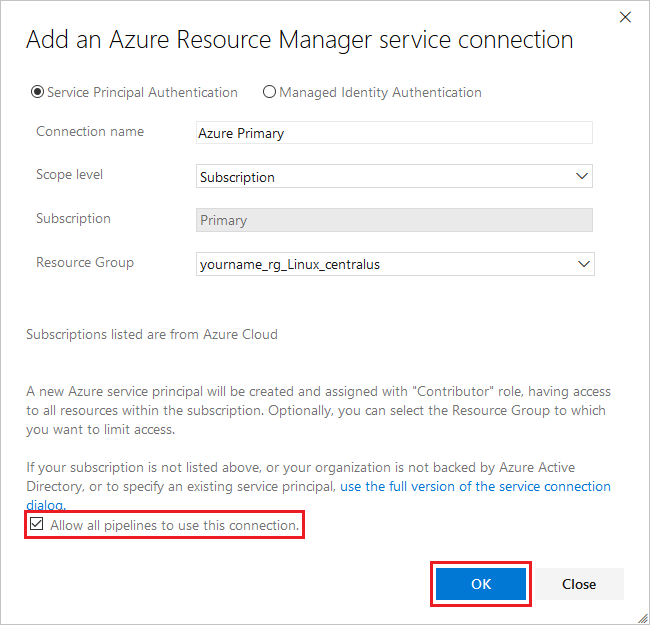 Add an Azure Resource Manager service connection
Service Principal Authentication Managed Identity Authentication
Connection name Azure Primary
Scope level Subscription
Subscription Primary
Resource Group yourname_rg_Linux_centralus
Subscriptions listed are from Azure Cloud
A new Azure service principal will be created and assigned with "Contributor" role, having access
to all resources within the subscription. Optionally, you can select the Resource Group to which
you want to limit access.
If your subscription is not listed above, or your organization is not backed by Azure Active
Directory, or to specify an existing service principal, use the full version of the service connection
dialog.
Allow all pipelines to use this connection.
OK Close